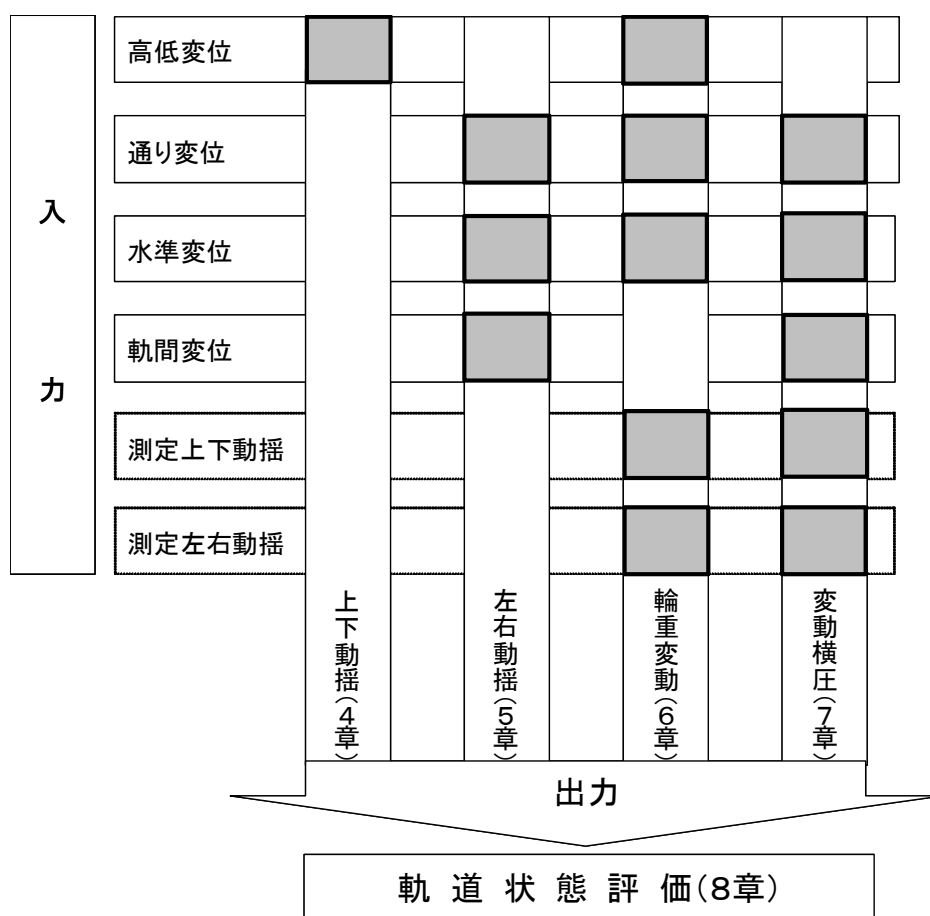 入力
高低変位
通り変位
水準変位
軌間変位
測定上下動揺
測定左右動揺
上下動揺(4章)
左右動揺(5章)
輪重変動(6章)
変動横圧(7章)
出力
軌道状態評価(8章)